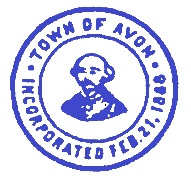 TOWN OF AVON
INCORPORATED FEB. 21, 1888